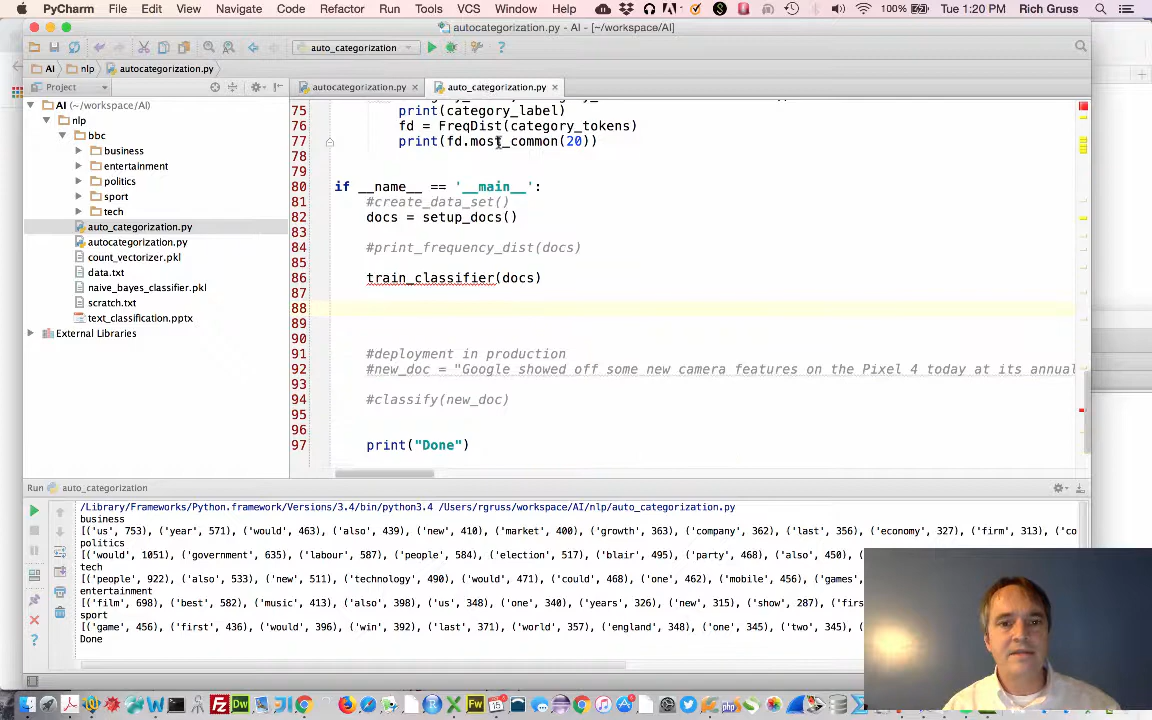 PyCharm File Edit View Navigate Code Refactor Run Tools VCS Window Help 100% Tue 1:20 PM Rich Gruss
autocategorization.py - AI - [~/workspace/AI]
auto_categorization
AI nlp autocategorization.py
Project autocategorization.py auto_categorization.py
AI (~/workspace/AI)
nlp
bbc
business
entertainment
politics
sport
tech
auto_categorization.py
autocategorization.py
count_vectorizer.pkl
data.txt
naive_bayes_classifier.pkl
scratch.txt
text_classification.pptx
External Libraries
75 print(category_label)
76 fd = FreqDist(category_tokens)
77 print(fd.most_common(20))
78
79
80 if __name__ == '__main__':
81 #create_data_set()
82 docs = setup_docs()
83
84 #print_frequency_dist(docs)
85
86 train_classifier(docs)
87
88
89
90
91 #deployment in production
92 #new_doc = "Google showed off some new camera features on the Pixel 4 today at its annual
93
94 #classify(new_doc)
95
96
97 print("Done")
Run auto_categorization
/Library/Frameworks/Python.framework/Versions/3.4/bin/python3.4 /Users/rgruss/workspace/AI/nlp/auto_categorization.py
business
[('us', 753), ('year', 571), ('would', 463), ('also', 439), ('new', 410), ('market', 400), ('growth', 363), ('company', 362), ('last', 356), ('economy', 327), ('firm', 313), ('co
politics
[('would', 1051), ('government', 635), ('labour', 587), ('people', 584), ('election', 517), ('blair', 495), ('party', 468), ('also', 450), (
tech
[('people', 922), ('also', 533), ('new', 511), ('technology', 490), ('would', 471), ('could', 468), ('one', 462), ('mobile', 456), ('games',
entertainment
[('film', 698), ('best', 582), ('music', 413), ('also', 398), ('us', 348), ('one', 340), ('years', 326), ('new', 315), ('show', 287), ('firs
sport
[('game', 456), ('first', 436), ('would', 396), ('win', 392), ('last', 371), ('world', 357), ('england', 348), ('one', 345), ('two', 345), (
Done